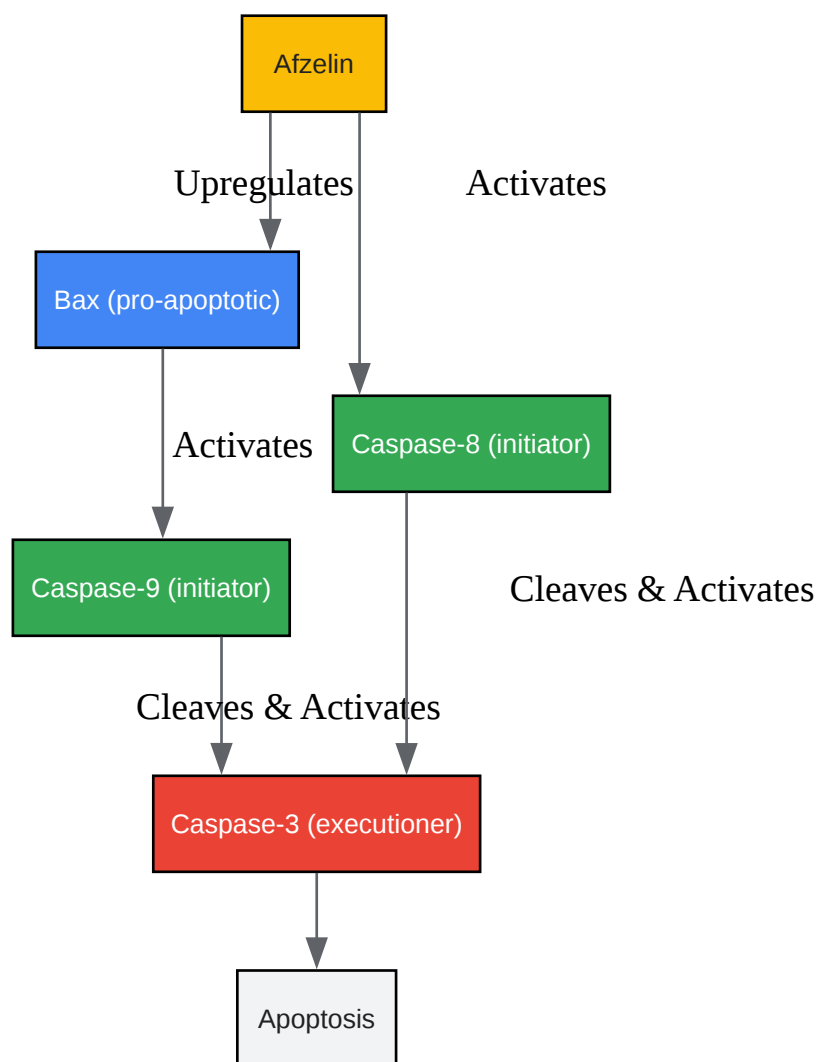 Afzelin
Upregulates
Activates
Bax (pro-apoptotic)
Activates
Caspase-8 (initiator)
Caspase-9 (initiator)
Cleaves & Activates
Cleaves & Activates
Caspase-3 (executioner)
Apoptosis